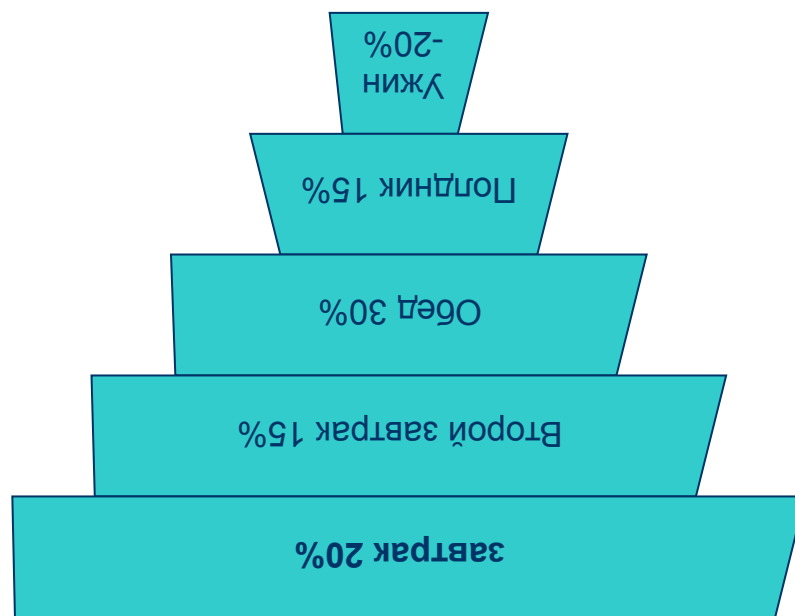 завтрак 20%
Второй завтрак 15%
Обед 30%
Полдник 15%
Ужин
-20%